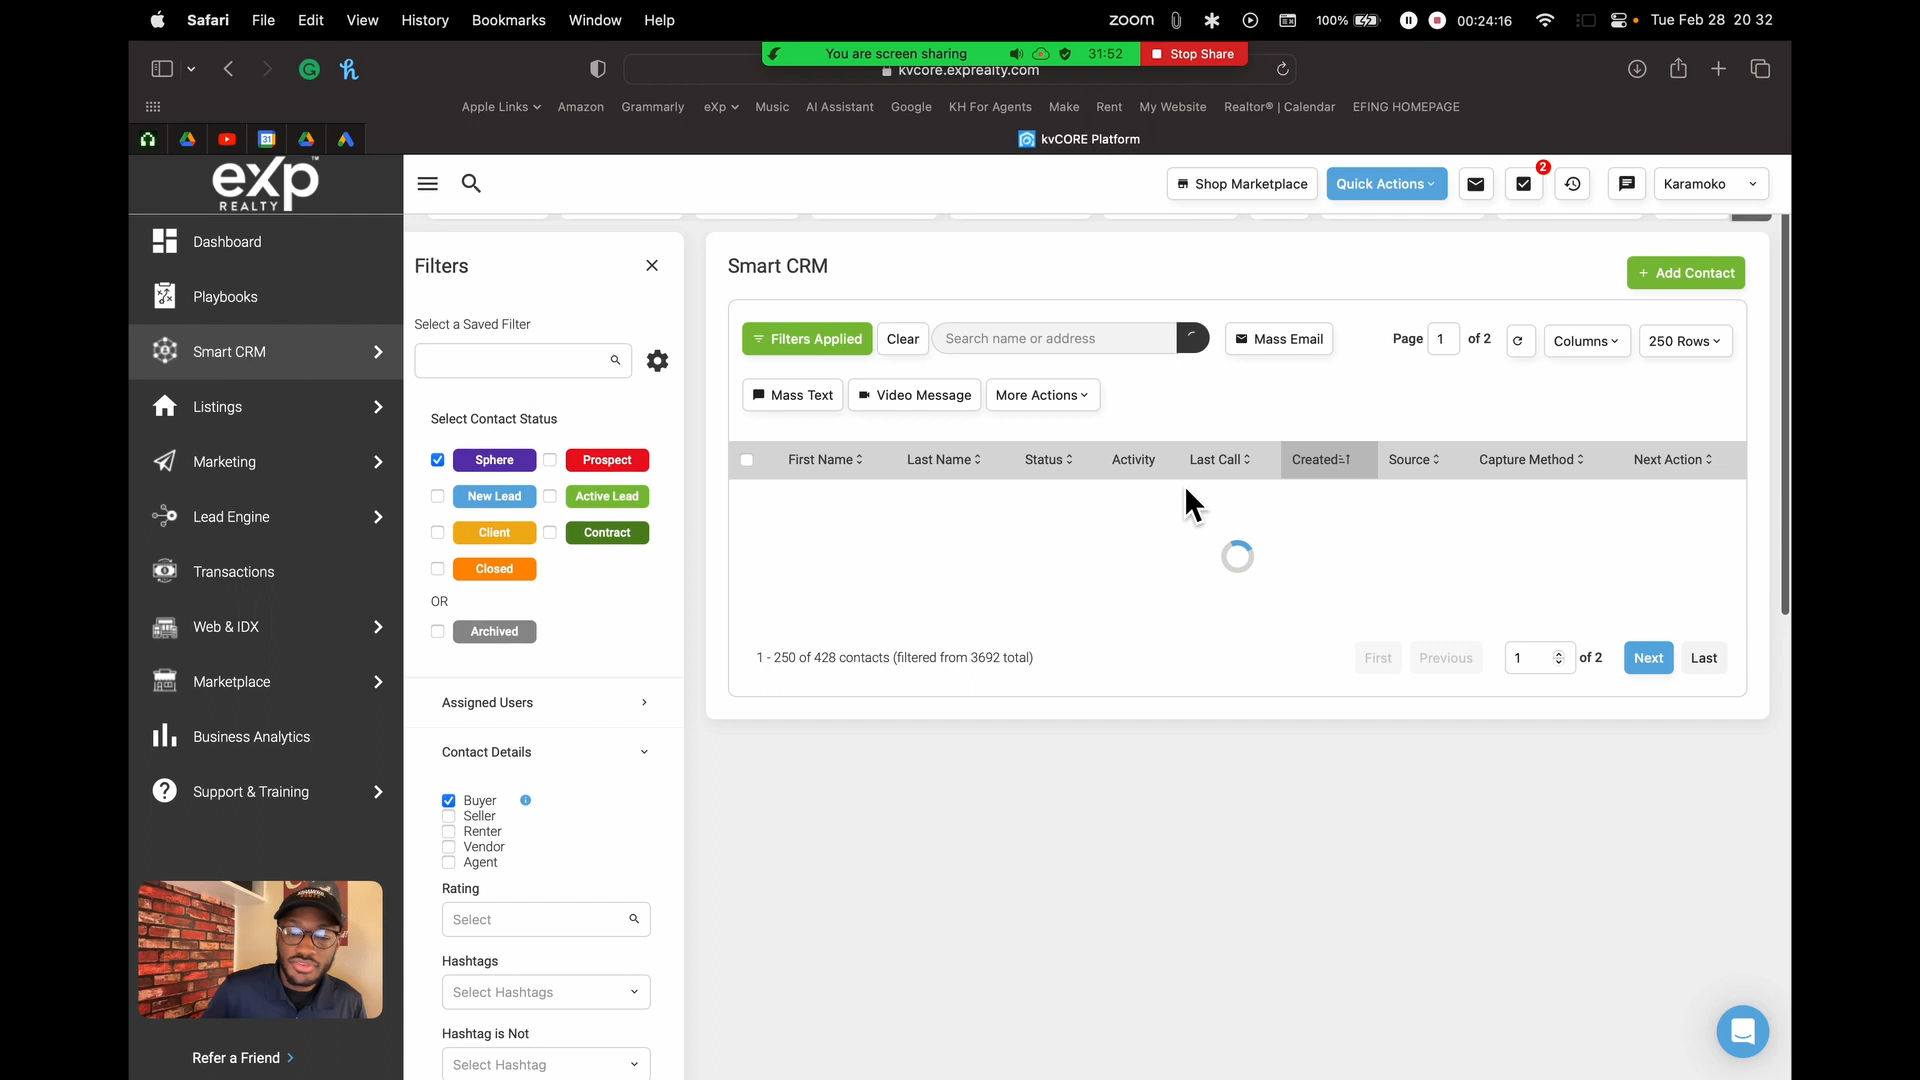 Safari File Edit View History Bookmarks Window Help zoom 100% 00:24:16 Tue Feb 28 20 32
You are screen sharing 31:52 Stop Share
kvcore.exprealty.com
Apple Links Amazon Grammarly eXp Music AI Assistant Google KH For Agents Make Rent My Website Realtor® | Calendar EFING HOMEPAGE
31 kvCORE Platform
eXp™
REALTY
Shop Marketplace Quick Actions 2 Karamoko
Dashboard
Playbooks
Smart CRM
Listings
Marketing
Lead Engine
Transactions
Web & IDX
Marketplace
Business Analytics
Support & Training
Refer a Friend
Filters
Select a Saved Filter
Select Contact Status
Sphere Prospect
New Lead Active Lead
Client Contract
Closed
OR
Archived
Assigned Users
Contact Details
Buyer
Seller
Renter
Vendor
Agent
Rating
Select
Hashtags
Select Hashtags
Hashtag is Not
Select Hashtag
Smart CRM
+ Add Contact
Filters Applied Clear Search name or address Mass Email Page 1 of 2 Columns 250 Rows
Mass Text Video Message More Actions
First Name Last Name Status Activity Last Call Created Source Capture Method Next Action
1 - 250 of 428 contacts (filtered from 3692 total) First Previous 1 of 2 Next Last